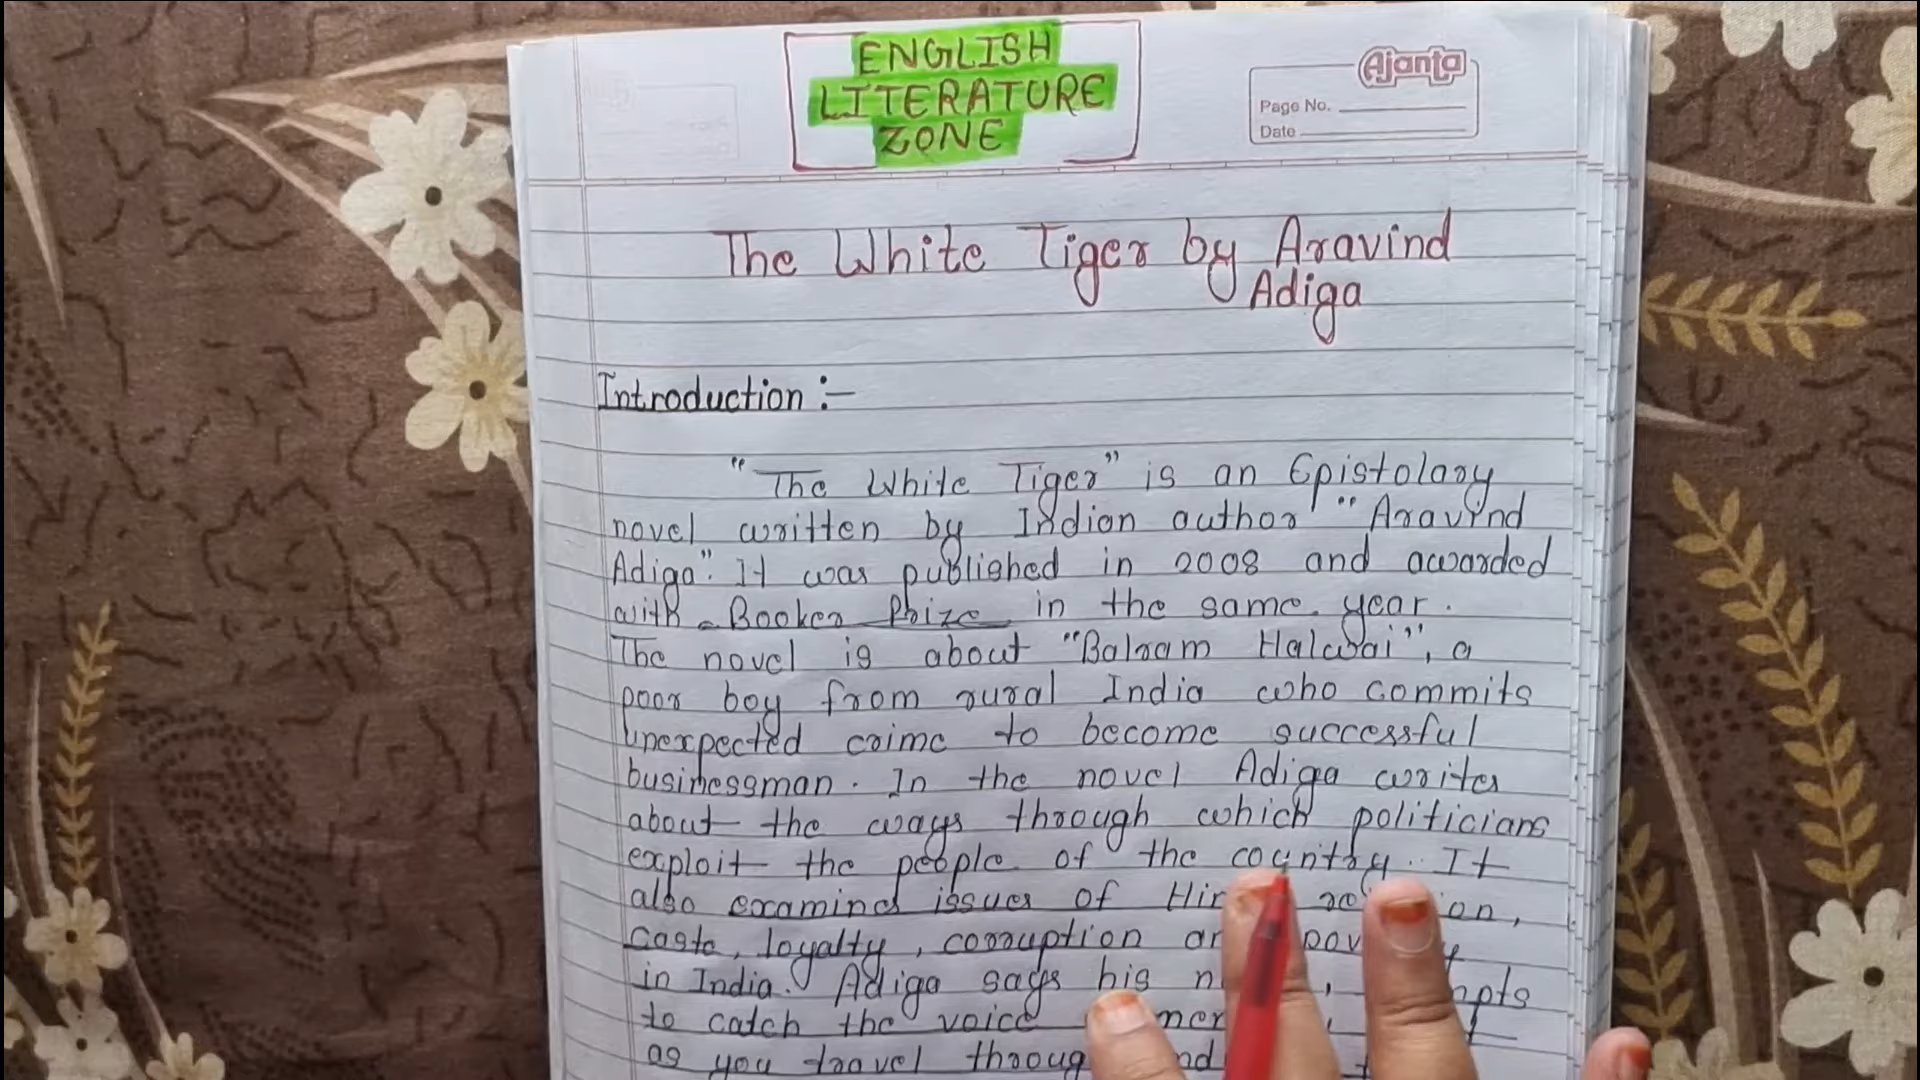 ENGLISH
LITERATURE
ZONE
Ajanta
Page No.
Date
The White Tiger by Aravind
Adiga
Introduction :-
"The White Tiger" is an Epistolary
novel written by Indian author "Aravind
Adiga". It was published in 2008 and awarded
with Booker Prize in the same year.
The novel is about "Balram Halwai", a
poor boy from rural India who commits
unexpected crime to become successful
businessman. In the novel Adiga writes
about the ways through which politicians
exploit the people of the country. It
also examines issues of
caste, loyalty, corruption
in India. Adiga says his
to catch the voice
as you travel